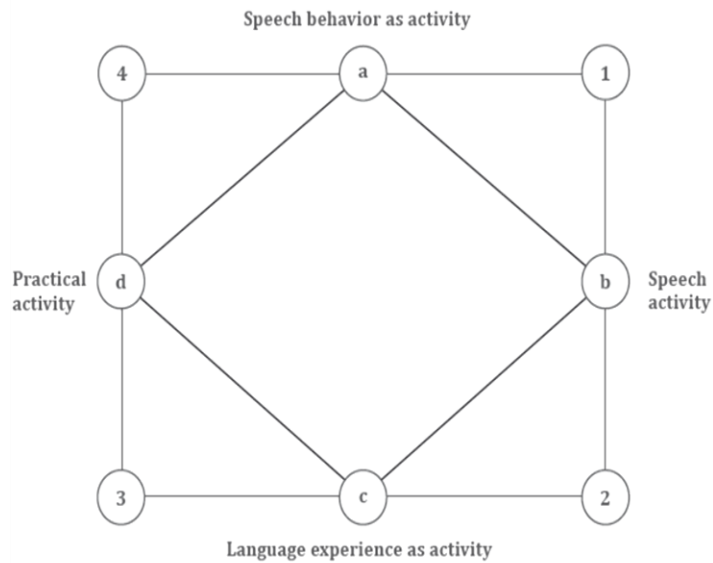 Speech behavior as activity
4
a
1
Practical
activity
d
b
Speech
activity
3
c
2
Language experience as activity